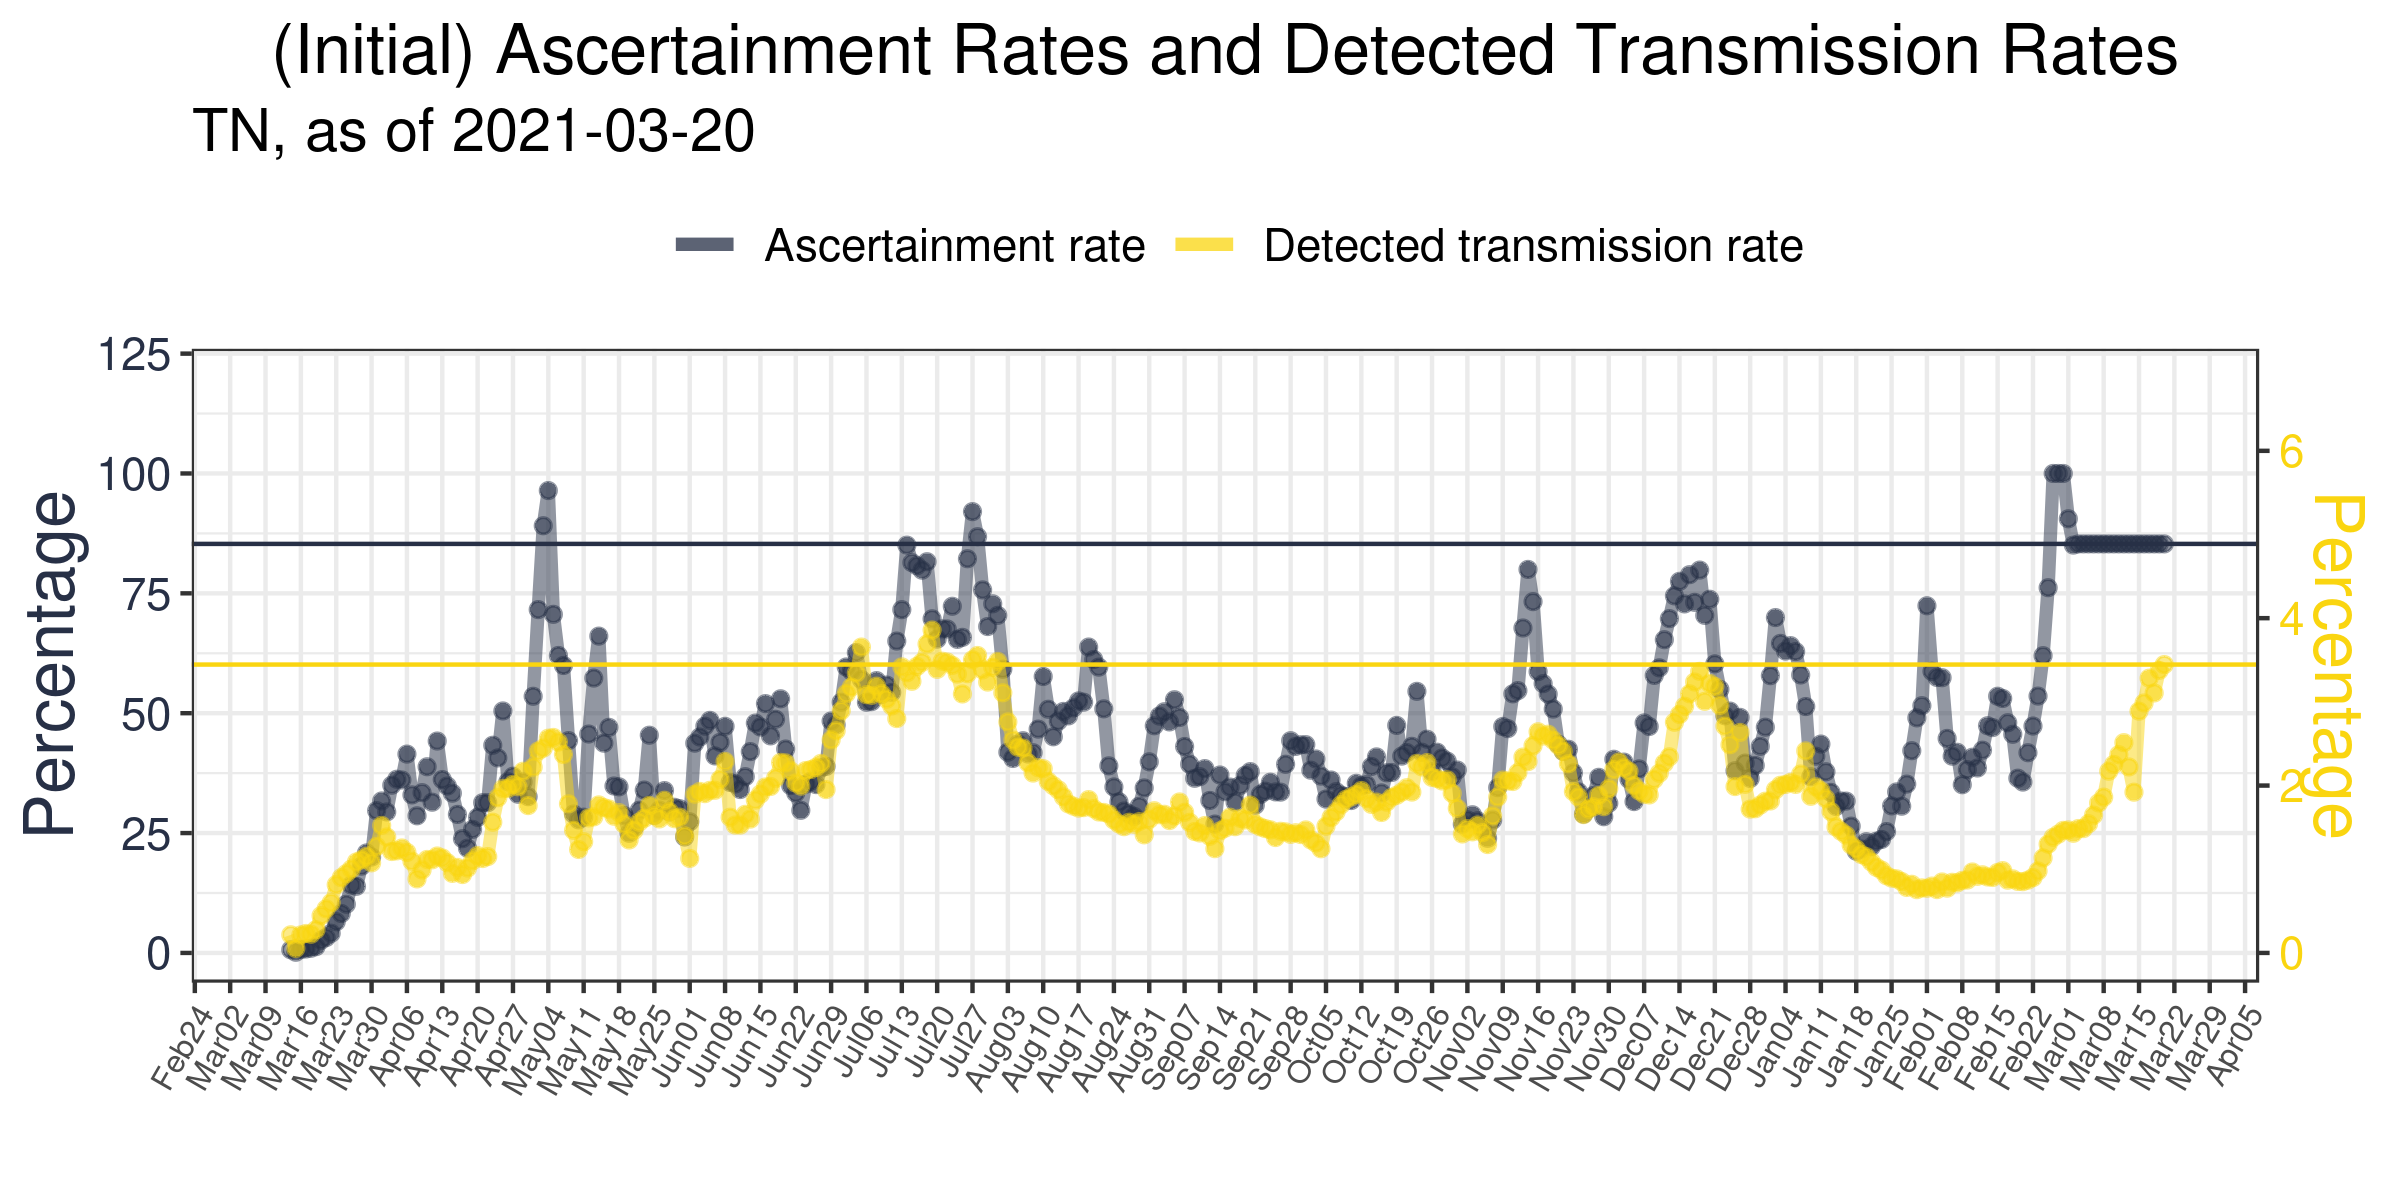 (Initial) Ascertainment Rates and Detected Transmission Rates
TN, as of 2021-03-20
Ascertainment rate
Detected transmission rate
Percentage
125
100
75
50
25
0
6
4
2
0
Percentage
Feb24
Mar02
Mar09
Mar16
Mar23
Mar30
Apr06
Apr13
Apr20
Apr27
May04
May11
May18
May25
Jun01
Jun08
Jun15
Jun22
Jun29
Jul06
Jul13
Jul20
Jul27
Aug03
Aug10
Aug17
Aug24
Aug31
Sep07
Sep14
Sep21
Sep28
Oct05
Oct12
Oct19
Oct26
Nov02
Nov09
Nov16
Nov23
Nov30
Dec07
Dec14
Dec21
Dec28
Jan04
Jan11
Jan18
Jan25
Feb01
Feb08
Feb15
Feb22
Mar01
Mar08
Mar15
Mar22
Mar29
Apr05